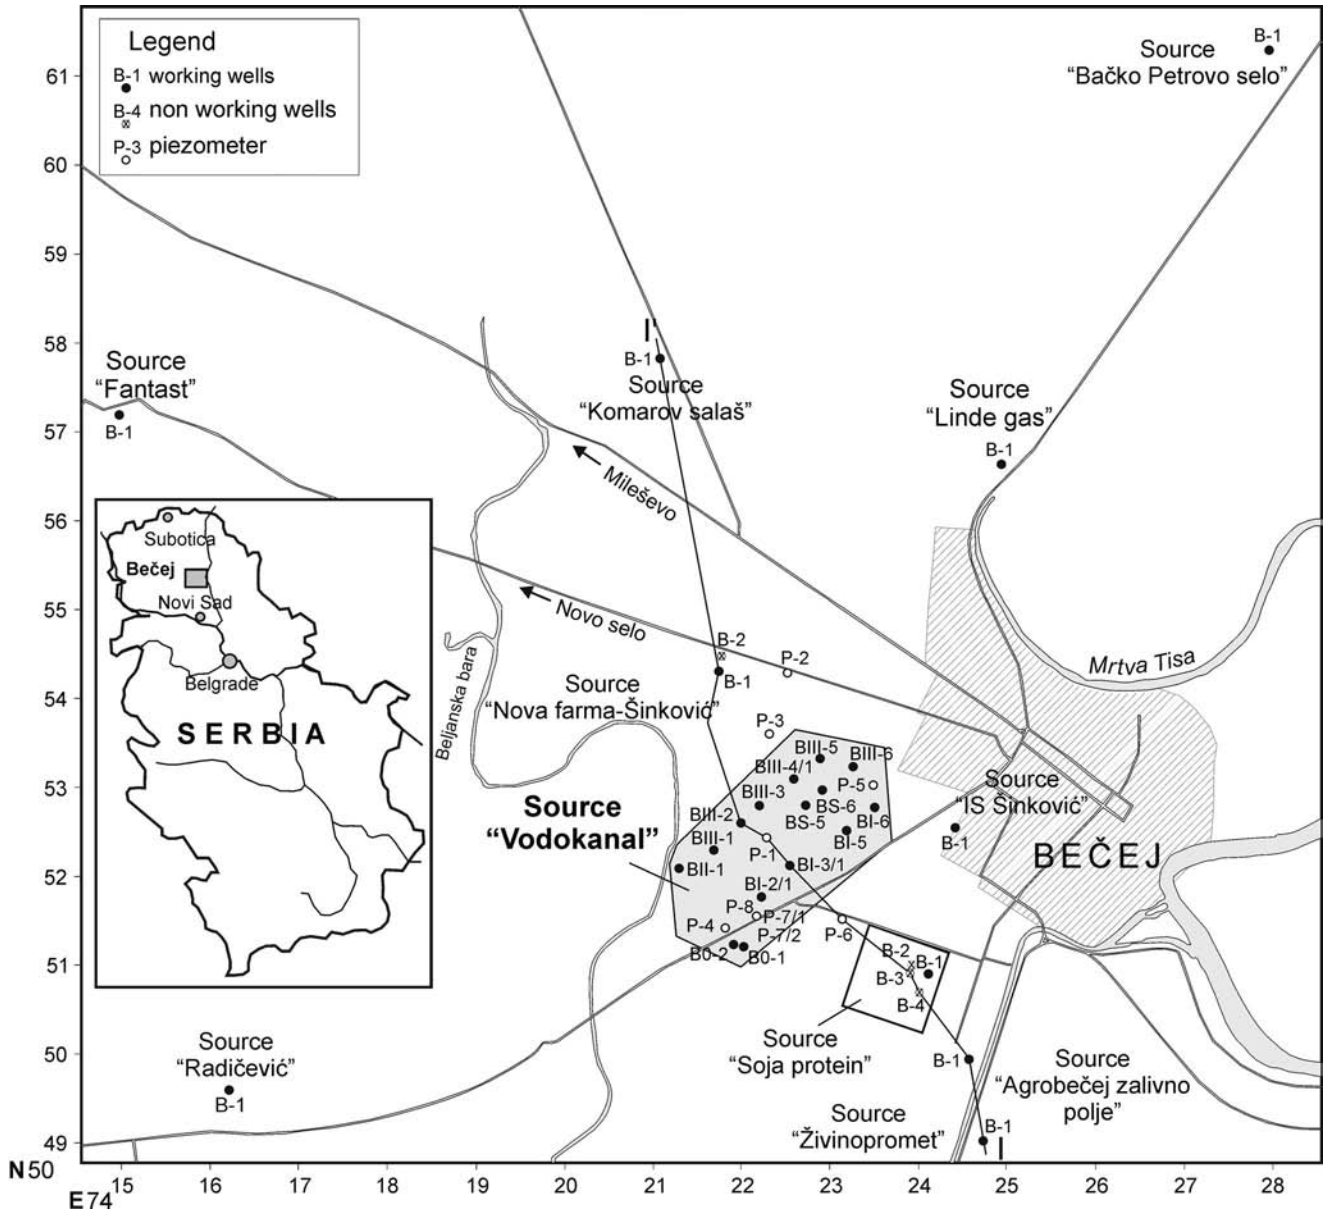 Legend
B-1 working wells
B-4 non working wells
P-3 piezometer
B-1
Source
“Bačko Petrovo selo”
61
60
59
58
57
56
55
54
53
52
51
50
49
N50
E74
15
16
17
18
19
20
21
22
23
24
25
26
27
28
I'
B-1
Source
“Komarov salaš”
Source
“Fantast”
B-1
Source
“Linde gas”
B-1
Mileševo
Novo selo
Subotica
Bečej
Novi Sad
Belgrade
SERBIA
Beljanska bara
Mrtva Tisa
B-2
B-1
P-2
Source
“Nova farma-Šinković”
P-3
BIII-5
BIII-6
BIII-4/1
P-5
BIII-3
BS-6
BS-5
BI-6
BI-5
BIII-2
BIII-1
P-1
BI-3/1
BII-1
BI-2/1
P-8
P-7/1
P-4
P-7/2
B0-2
B0-1
Source
“Vodokanal”
Source
“IS Šinković”
B-1
BEČEJ
P-6
B-2
B-1
B-3
B-4
Source
“Soja protein”
B-1
Source
“Agrobečej zalivno
polje”
Source
“Živinopromet”
B-1
I
Source
“Radičević”
B-1